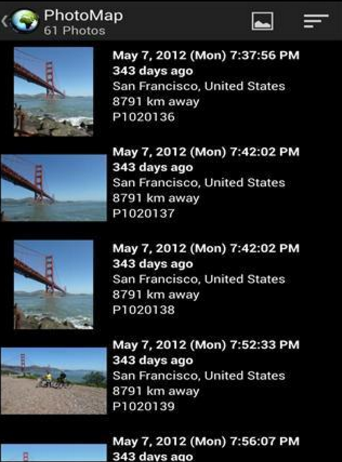 PhotoMap
61 Photos
May 7, 2012 (Mon) 7:37:56 PM
343 days ago
San Francisco, United States
8791 km away
P1020136
May 7, 2012 (Mon) 7:42:02 PM
343 days ago
San Francisco, United States
8791 km away
P1020137
May 7, 2012 (Mon) 7:42:02 PM
343 days ago
San Francisco, United States
8791 km away
P1020138
May 7, 2012 (Mon) 7:52:33 PM
343 days ago
San Francisco, United States
8791 km away
P1020139
May 7, 2012 (Mon) 7:56:07 PM
343 days ago